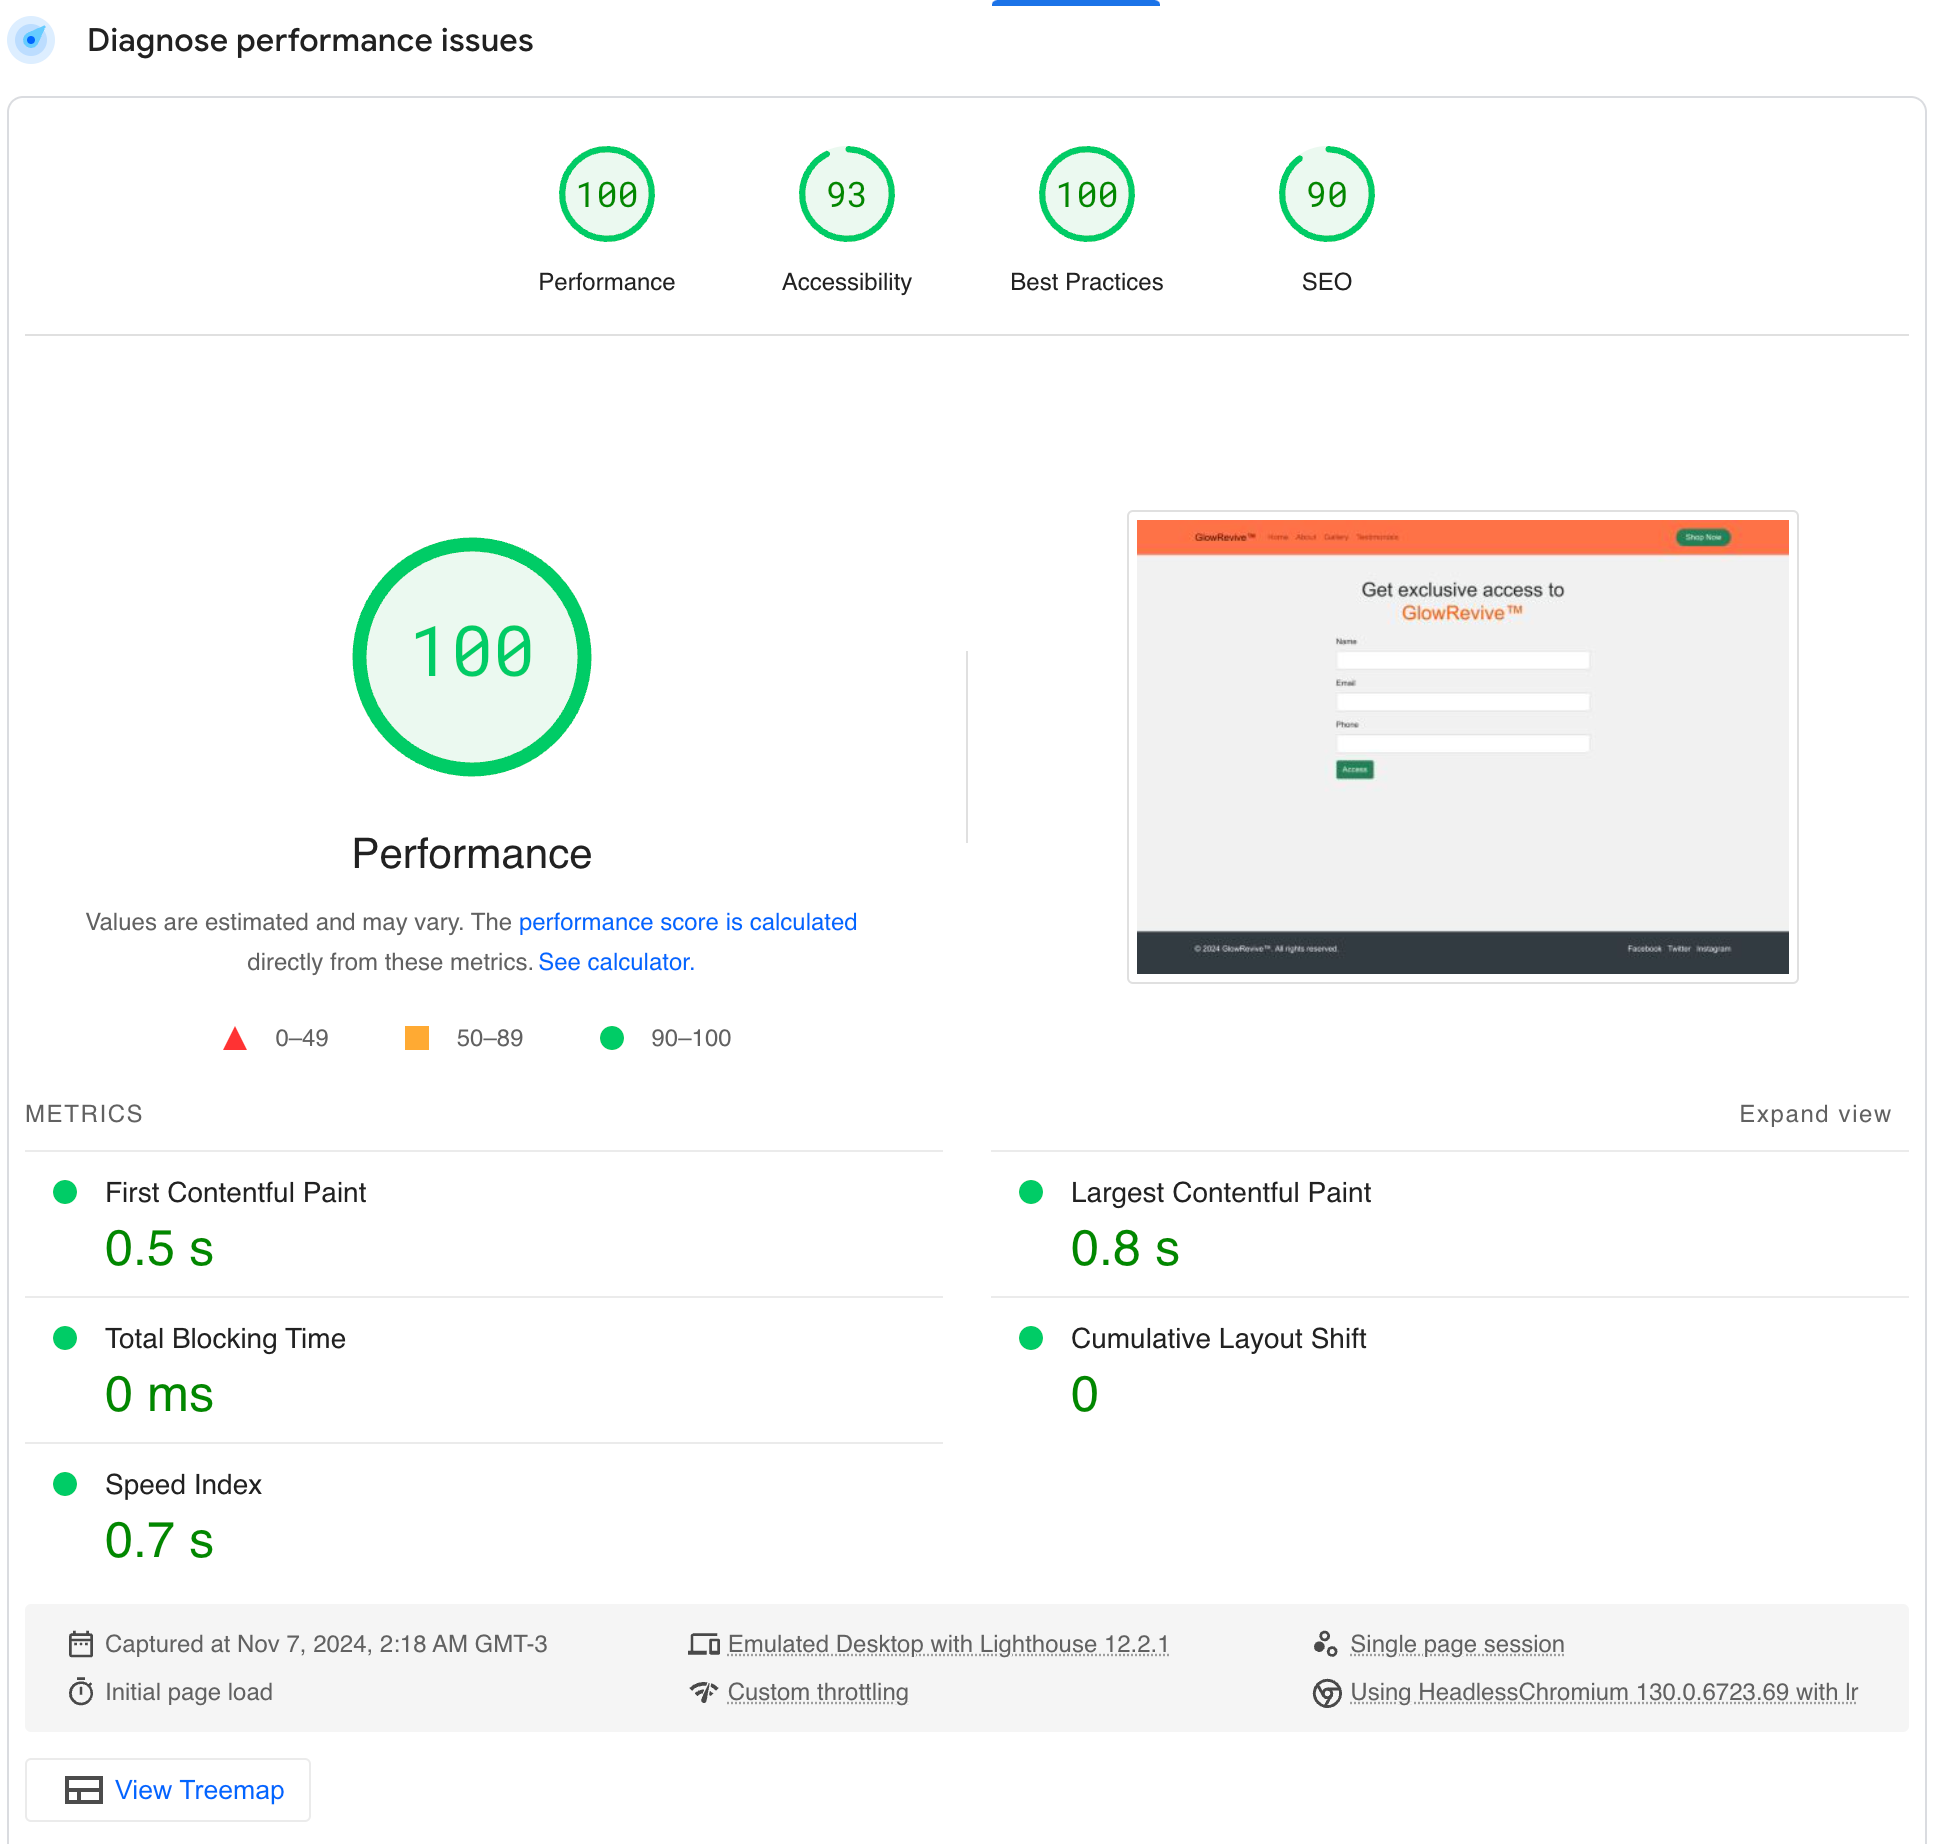 Diagnose performance issues
100
93
100
90
Performance
Accessibility
Best Practices
SEO
100
Performance
Values are estimated and may vary. The performance score is calculated
directly from these metrics. See calculator.
0–49
50–89
90–100
GlowRevive™ Home About Gallery Testimonials
Shop Now
Get exclusive access to
GlowRevive™
Name
Email
Phone
Access
© 2024 GlowRevive™. All rights reserved.
Facebook Twitter Instagram
METRICS
Expand view
First Contentful Paint
0.5 s
Largest Contentful Paint
0.8 s
Total Blocking Time
0 ms
Cumulative Layout Shift
0
Speed Index
0.7 s
Captured at Nov 7, 2024, 2:18 AM GMT-3
Emulated Desktop with Lighthouse 12.2.1
Single page session
Initial page load
Custom throttling
Using HeadlessChromium 130.0.6723.69 with lr
View Treemap